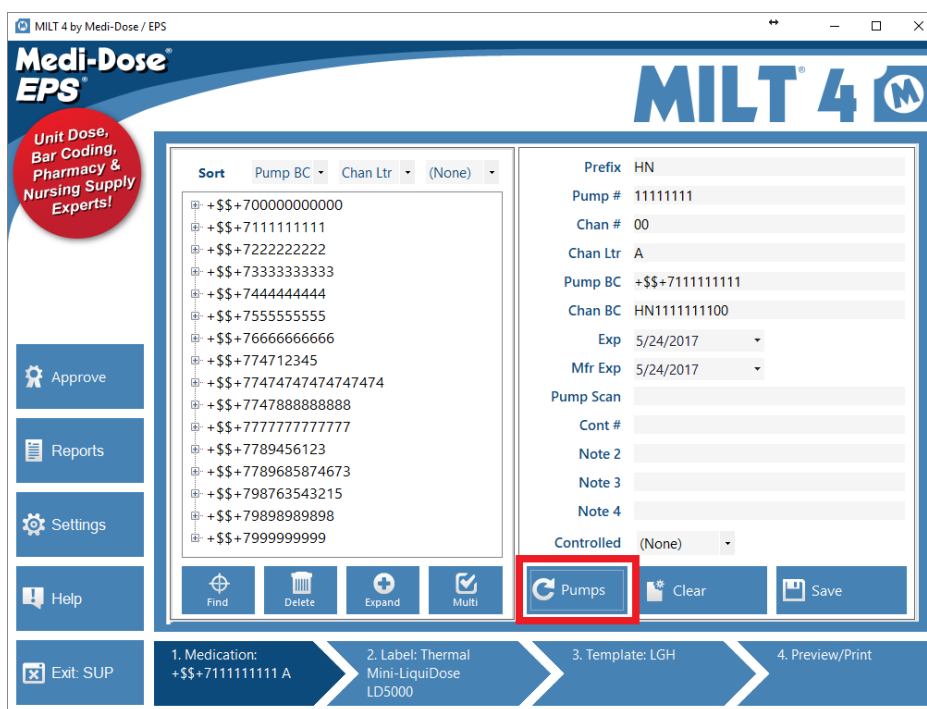 MILT 4 by Medi-Dose / EPS
Medi-Dose®
EPS®
MILT® 4 M
Unit Dose,
Bar Coding,
Pharmacy &
Nursing Supply
Experts!
Approve
Reports
Settings
Help
Exit: SUP
Sort Pump BC Chan Ltr (None)
+$$+700000000000
+$$+7111111111
+$$+7222222222
+$$+73333333333
+$$+7444444444
+$$+7555555555
+$$+76666666666
+$$+774712345
+$$+77474747474747474
+$$+7747888888888
+$$+7777777777777
+$$+7789456123
+$$+7789685874673
+$$+798763543215
+$$+79898989898
+$$+7999999999
Find Delete Expand Multi
Prefix HN
Pump # 11111111
Chan # 00
Chan Ltr A
Pump BC +$$+7111111111
Chan BC HN1111111100
Exp 5/24/2017
Mfr Exp 5/24/2017
Pump Scan
Cont #
Note 2
Note 3
Note 4
Controlled (None)
Pumps Clear Save
1. Medication:
+$$+7111111111 A
2. Label: Thermal
Mini-LiquiDose
LD5000
3. Template: LGH
4. Preview/Print